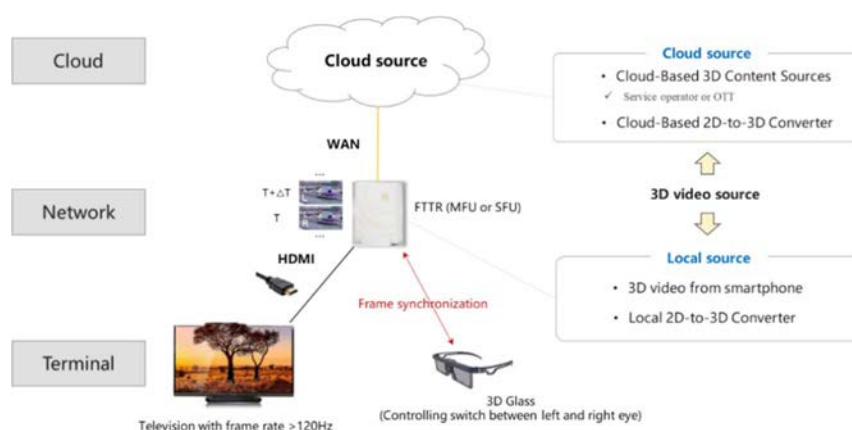 Cloud
Cloud source
Cloud source
• Cloud-Based 3D Content Sources
✓ Service operator or OTT
• Cloud-Based 2D-to-3D Converter
WAN
...
T+△T
T
...
Network
FTTR (MFU or SFU)
3D video source
HDMI
Local source
• 3D video from smartphone
• Local 2D-to-3D Converter
Frame synchronization
Terminal
3D Glass
(Controlling switch between left and right eye)
Television with frame rate >120Hz